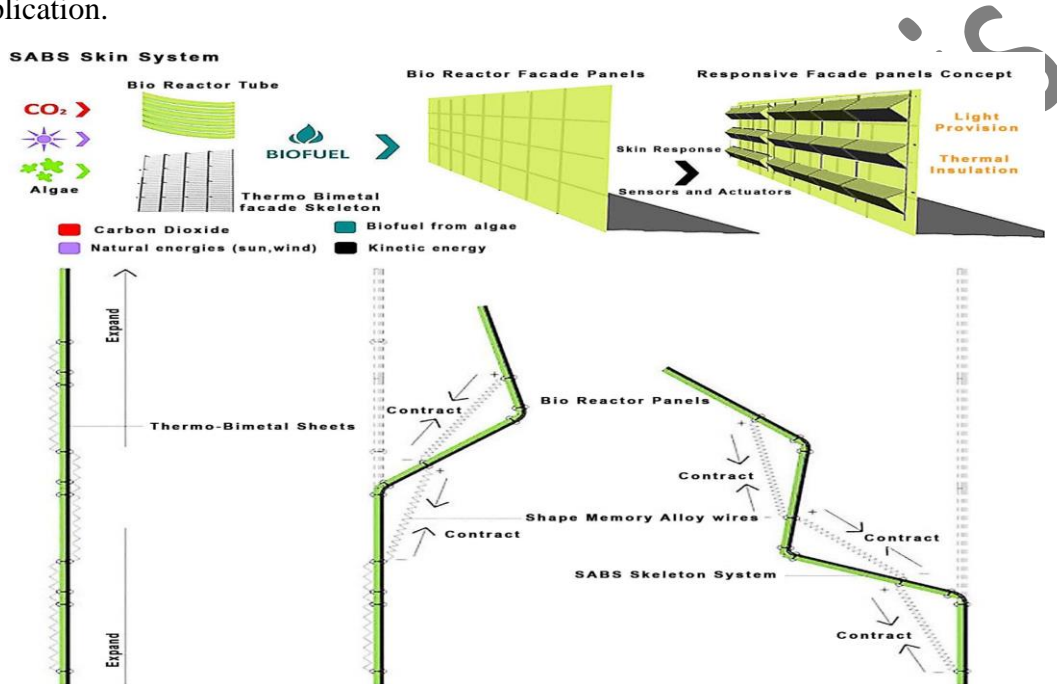 plication.
SABS Skin System
Bio Reactor Tube
Bio Reactor Facade Panels
Responsive Facade panels Concept
CO₂
Light
Provision
BIOFUEL
Skin Response
Thermal
Insulation
Algae
Sensors and Actuators
Thermo Bimetal
facade Skeleton
Carbon Dioxide
Biofuel from algae
Natural energies (sun,wind)
Kinetic energy
Expand
Contract
Bio Reactor Panels
Thermo-Bimetal Sheets
Contract
Shape Memory Alloy wires
Contract
Contract
SABS Skeleton System
Contract
Expand